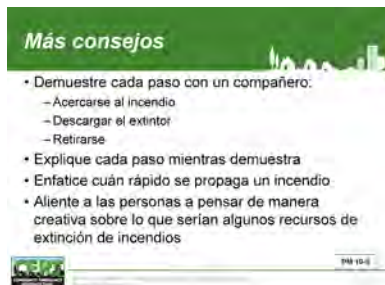 Más consejos
• Demuestre cada paso con un compañero:
– Acercarse al incendio
– Descargar el extintor
– Retirarse
• Explique cada paso mientras demuestra
• Enfatice cuán rápido se propaga un incendio
• Aliente a las personas a pensar de manera
creativa sobre lo que serían algunos recursos de
extinción de incendios
CERT